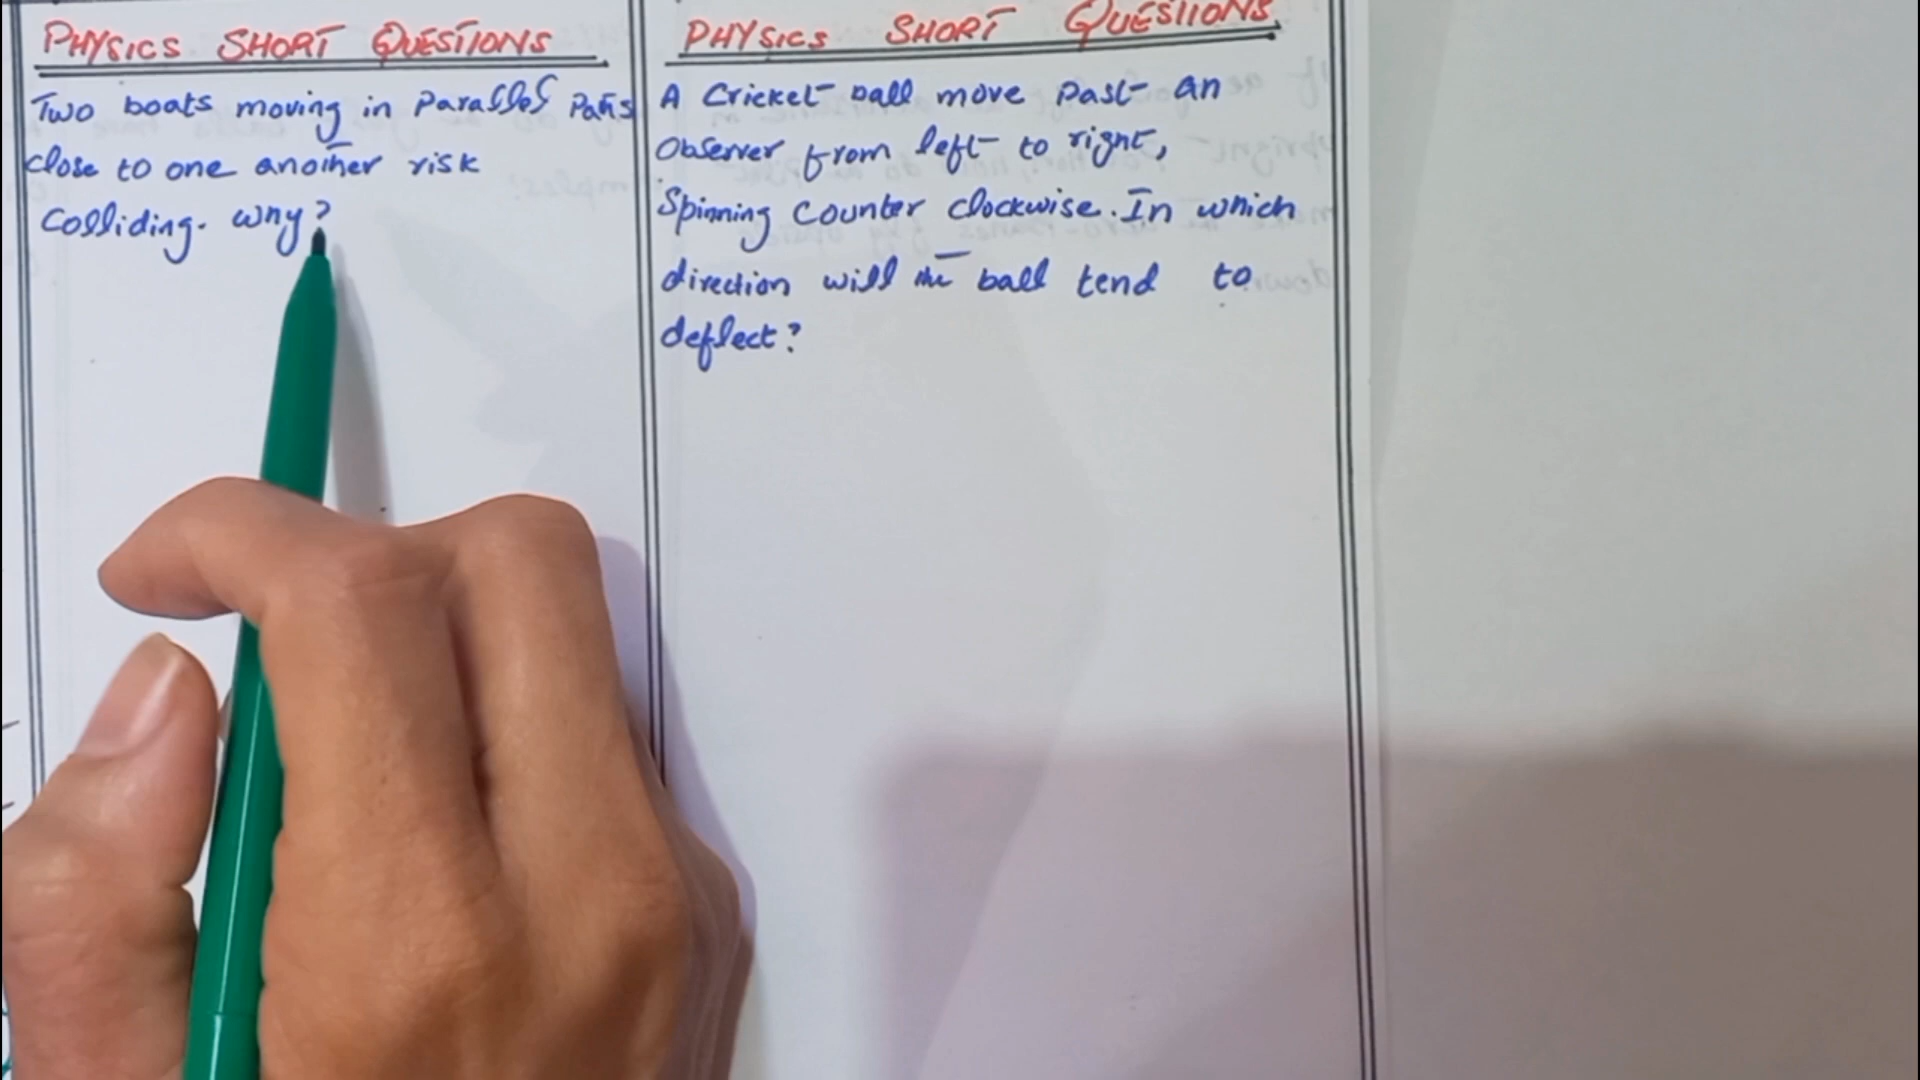 PHYSICS SHORT QUESTIONS
Two boats moving in Parallel Paths
close to one another risk
Colliding. Why?
PHYSICS SHORT QUESTIONS
A Cricket ball move Past an
Observer from left to right,
Spinning Counter clockwise. In which
direction will the ball tend to
deflect?